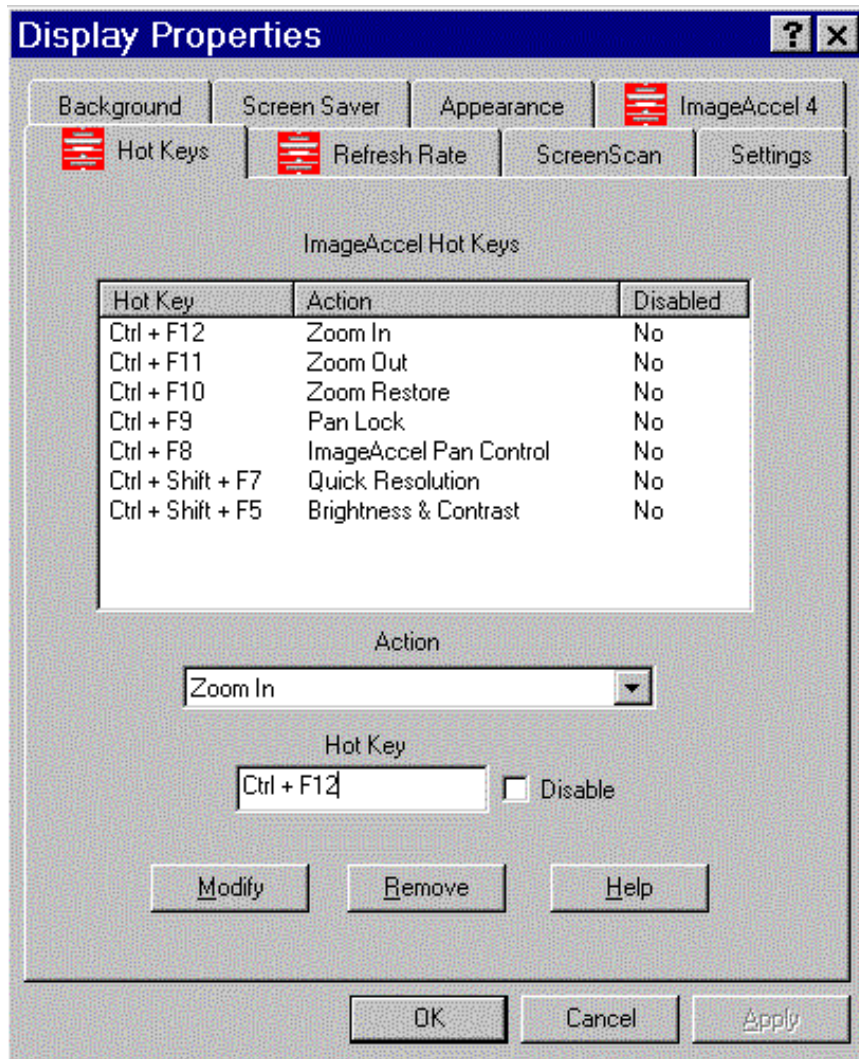 Display Properties
Background Screen Saver Appearance ImageAccel 4
Hot Keys Refresh Rate ScreenScan Settings
ImageAccel Hot Keys
Hot Key Action Disabled
Ctrl + F12 Zoom In No
Ctrl + F11 Zoom Out No
Ctrl + F10 Zoom Restore No
Ctrl + F9 Pan Lock No
Ctrl + F8 ImageAccel Pan Control No
Ctrl + Shift + F7 Quick Resolution No
Ctrl + Shift + F5 Brightness & Contrast No
Action
Zoom In
Hot Key
Ctrl + F12 Disable
Modify Remove Help
OK Cancel Apply